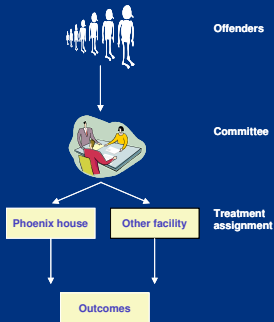 Offenders
Committee
Phoenix house
Other facility
Treatment
assignment
Outcomes